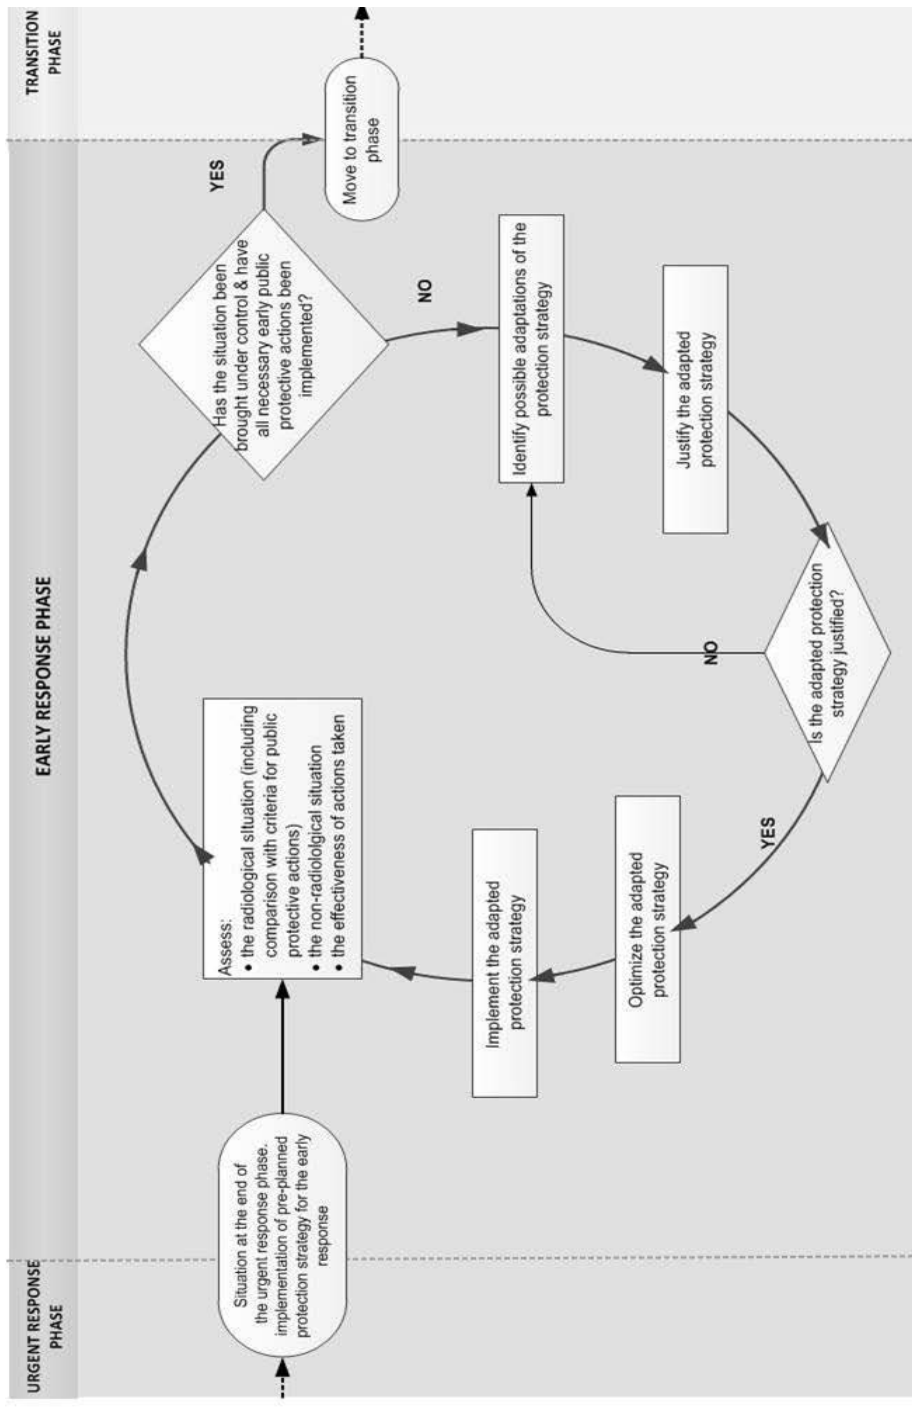 URGENT RESPONSE
PHASE
EARLY RESPONSE PHASE
TRANSITION
PHASE
Situation at the end of
the urgent response phase.
implementation of pre-planned
protection strategy for the early
response
Assess:
• the radiological situation (including
comparison with criteria for public
protective actions)
• the non-radiololgical situation
• the effectiveness of actions taken
Has the situation been
brought under control & have
all necessary early public
protective actions been
implemented?
YES
Move to transition
phase
NO
Identify possible adaptations of the
protection strategy
Justify the adapted
protection strategy
Is the adapted protection
strategy justified?
NO
YES
Optimize the adapted
protection strategy
Implement the adapted
protection strategy